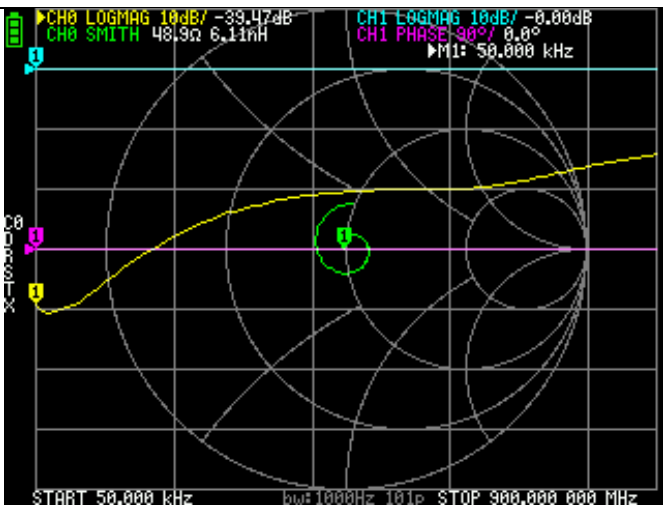 CH0 LOGMAG 10dB/ -39.47dB
CH1 LOGMAG 10dB/ -0.00dB
CH0 SMITH 48.9Ω 6.11nH
CH1 PHASE 90°/ 0.0°
M1: 50.000 kHz
1
1
1
1
C0
D
R
S
T
X
START 50.000 kHz
bw:1000Hz 101p
STOP 900.000 000 MHz